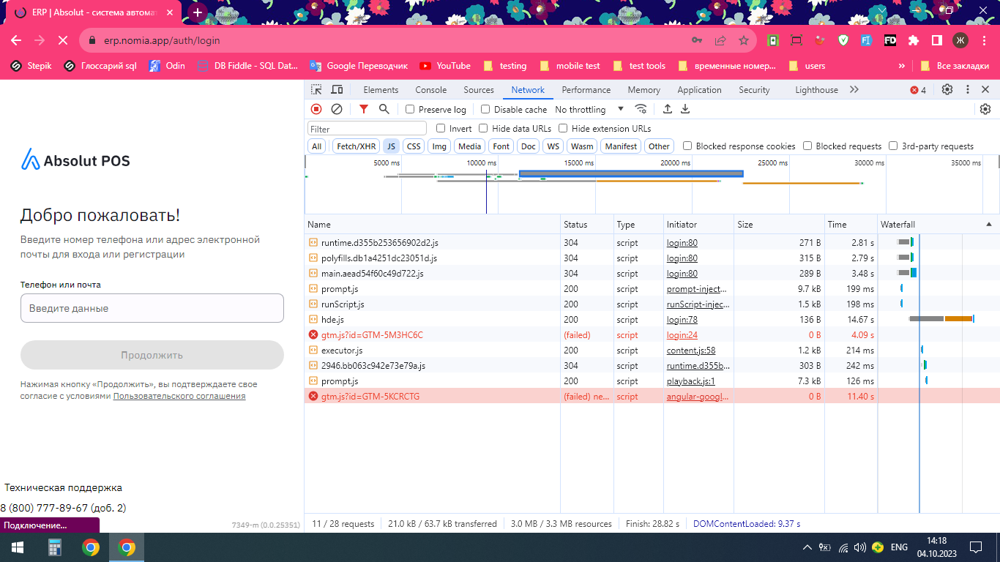 ERP | Absolut - система автомат
erp.nomia.app/auth/login
Ж
Stepik
Глоссарий sql
Odin
DB Fiddle - SQL Dat...
Google Переводчик
YouTube
testing
mobile test
test tools
временные номер...
users
»
Все закладки
Absolut POS
Добро пожаловать!
Введите номер телефона или адрес электронной
почты для входа или регистрации
Телефон или почта
Введите данные
Продолжить
Нажимая кнопку «Продолжить», вы подтверждаете свое
согласие с условиями Пользовательского соглашения
Техническая поддержка
8 (800) 777-89-67 (доб. 2)
Подключение...
7349-m (0.0.25351)
Elements Console Sources Network Performance Memory Application Security Lighthouse 4
Preserve log Disable cache No throttling
Filter Invert Hide data URLs Hide extension URLs
All Fetch/XHR JS CSS Img Media Font Doc WS Wasm Manifest Other Blocked response cookies Blocked requests 3rd-party requests
5000 ms 10000 ms 15000 ms 20000 ms 25000 ms 30000 ms 35000 ms
Name Status Type Initiator Size Time Waterfall
runtime.d355b253656902d2.js 304 script login:80 271 B 2.81 s
polyfills.db1a4251dc23051d.js 304 script login:80 315 B 2.79 s
main.aead54f60c49d722.js 304 script login:80 289 B 3.48 s
prompt.js 200 script prompt-inject... 9.7 kB 199 ms
runScript.js 200 script runScript-injec... 1.5 kB 198 ms
hde.js 200 script login:78 136 B 14.67 s
gtm.js?id=GTM-5M3HC6C (failed) script login:24 0 B 4.09 s
executor.js 200 script content.js:58 1.2 kB 214 ms
2946.bb063c942e73e79a.js 304 script runtime.d355b... 303 B 242 ms
prompt.js 200 script playback.js:1 7.3 kB 126 ms
gtm.js?id=GTM-5KCRCTG (failed) ne... script angular-googl... 0 B 11.40 s
11 / 28 requests 21.0 kB / 63.7 kB transferred 3.0 MB / 3.3 MB resources Finish: 28.82 s DOMContentLoaded: 9.37 s
ENG
14:18
04.10.2023